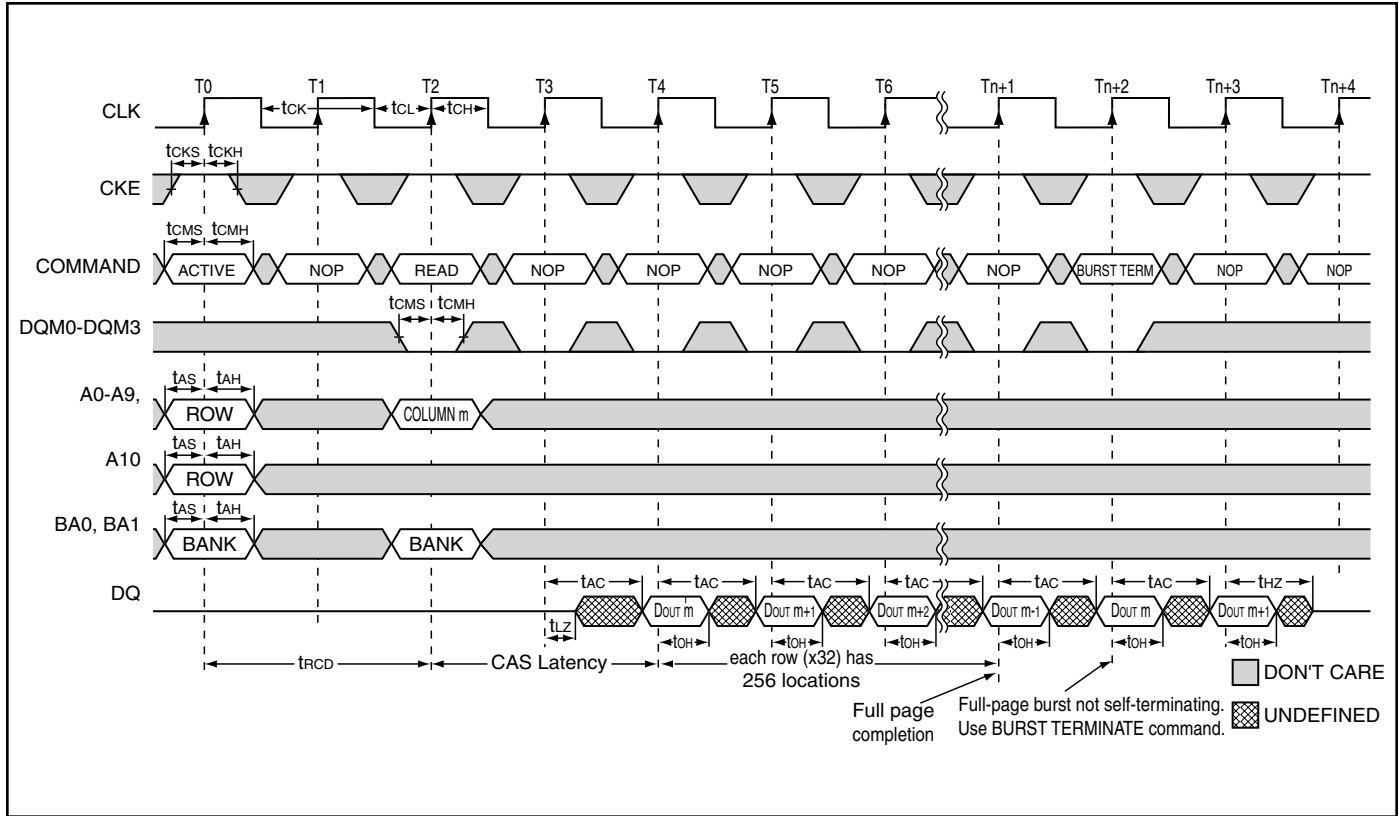 T0 T1 T2 T3 T4 T5 T6 Tn+1 Tn+2 Tn+3 Tn+4
CLK tCK tCL tCH
tCKS tCKH
CKE
tCMS tCMH
COMMAND ACTIVE NOP READ NOP NOP NOP NOP NOP BURST TERM NOP NOP
tCMS tCMH
DQM0-DQM3
tAS tAH
A0-A9, ROW COLUMN m
tAS tAH
A10 ROW
tAS tAH
BA0, BA1 BANK BANK
tAC tAC tAC tAC tAC tAC tHZ
DQ DOUT m DOUT m+1 DOUT m+2 DOUT m-1 DOUT m DOUT m+1
tLZ tOH tOH tOH tOH tOH tOH
tRCD CAS Latency each row (x32) has
256 locations
DON'T CARE
UNDEFINED
Full page
completion
Full-page burst not self-terminating.
Use BURST TERMINATE command.